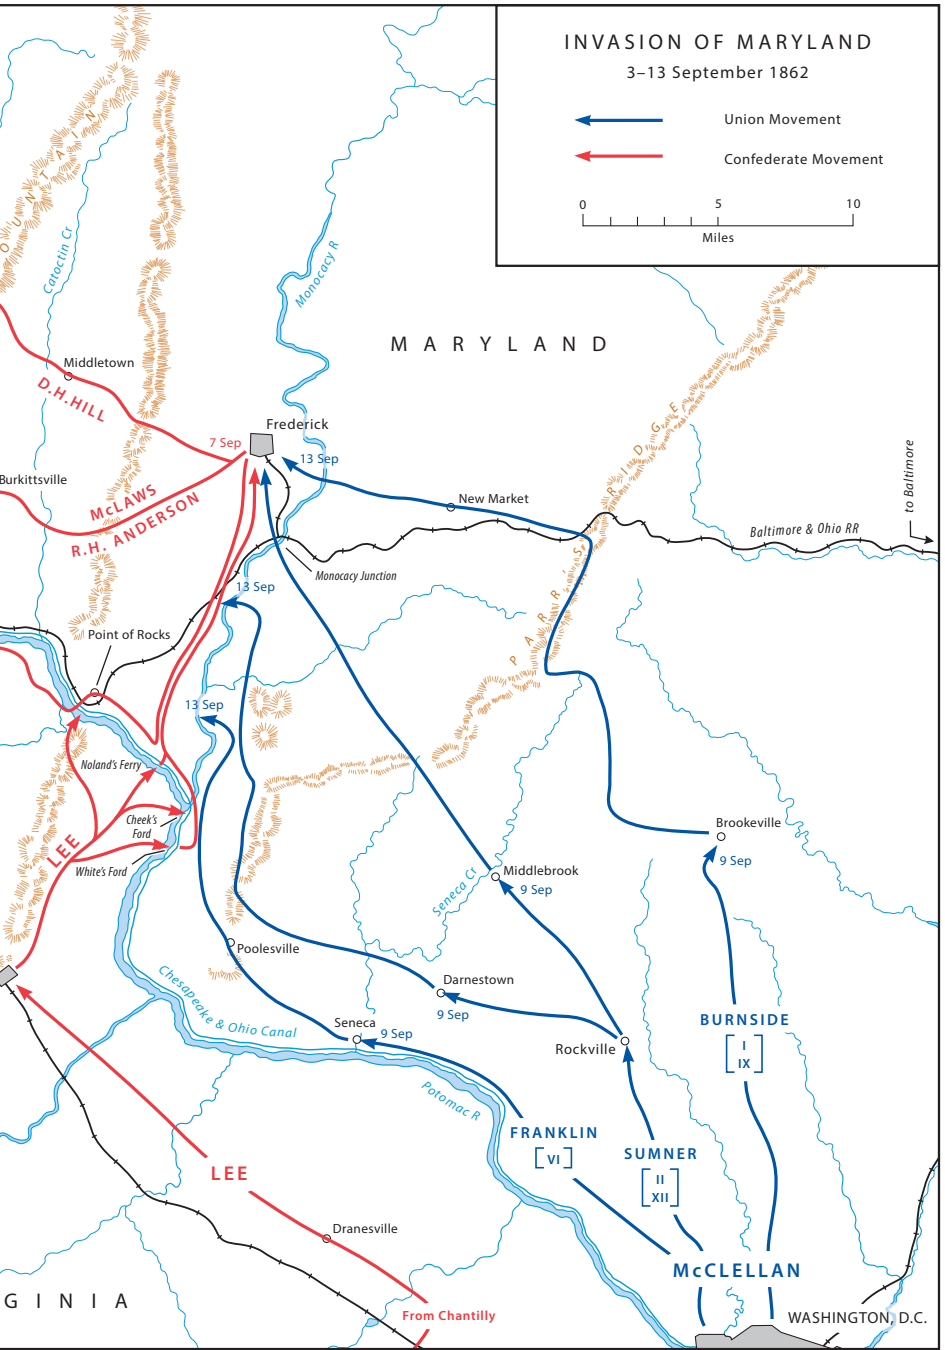 INVASION OF MARYLAND
3–13 September 1862
Union Movement
Confederate Movement
0 5 10
Miles
OUNTAIN
Catoctin Cr
Monocacy R
MARYLAND
Middletown
D.H.HILL
Frederick
7 Sep
13 Sep
Burkittsville
McLAWS
R.H. ANDERSON
New Market
PARR'S RIDGE
Baltimore & Ohio RR
to Baltimore
Monocacy Junction
13 Sep
Point of Rocks
13 Sep
Noland's Ferry
Cheek's
Ford
White's Ford
LEE
Brookeville
9 Sep
Middlebrook
9 Sep
Seneca Cr
Poolesville
Darnestown
9 Sep
Chesapeake & Ohio Canal
Seneca
9 Sep
Rockville
BURNSIDE
I
IX
Potomac R
FRANKLIN
VI
SUMNER
II
XII
LEE
Dranesville
McCLELLAN
GINIA
From Chantilly
WASHINGTON, D.C.